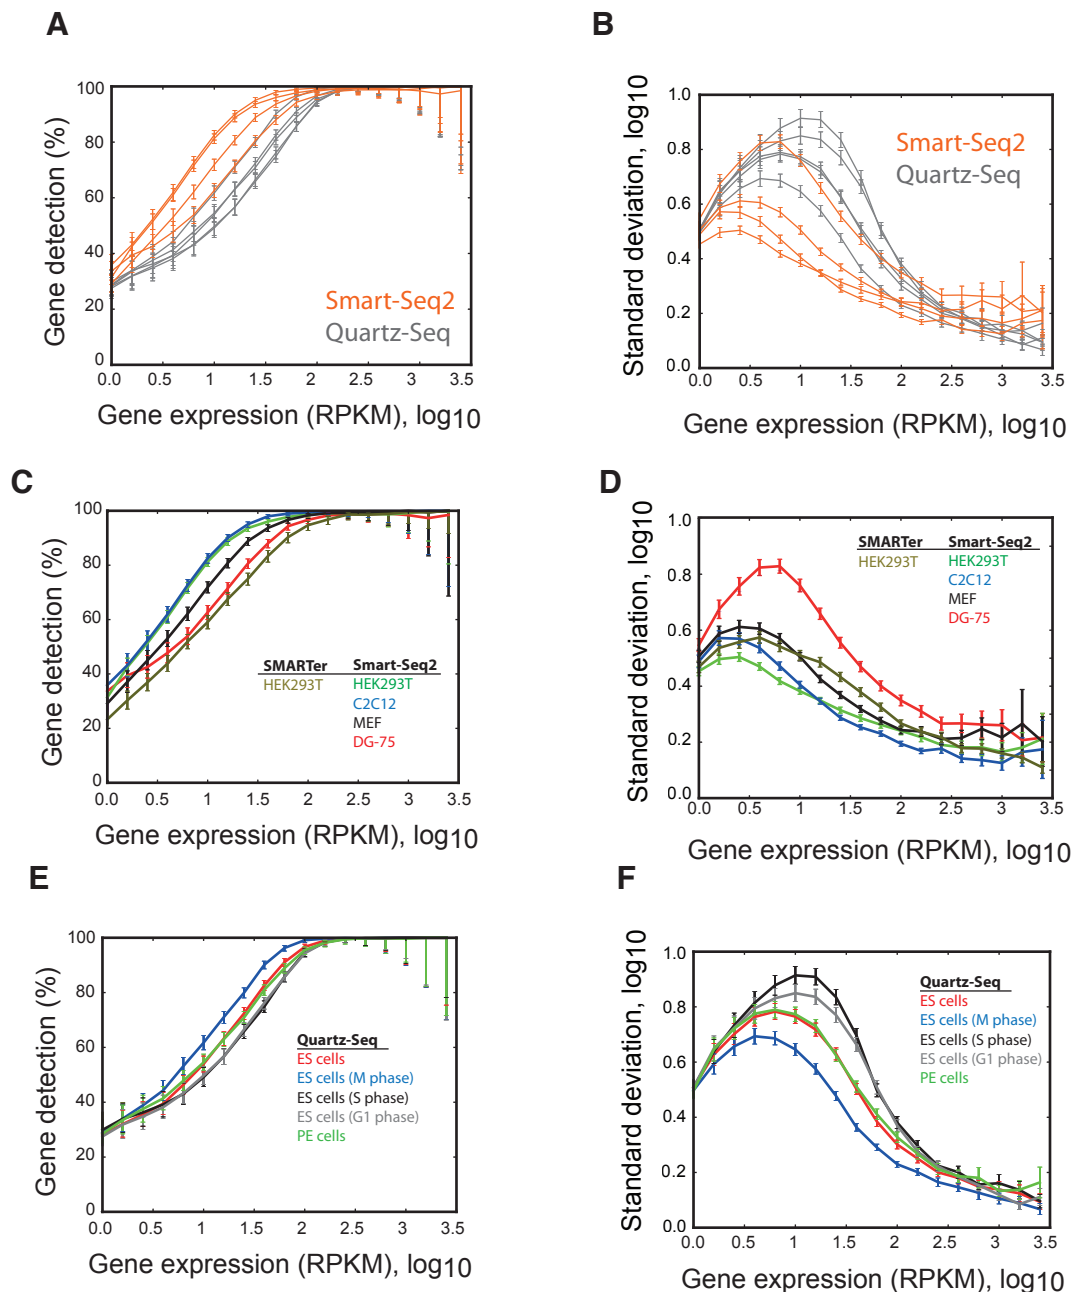 A
Gene detection (%)
100
80
60
40
20
0
Smart-Seq2
Quartz-Seq
0.0 0.5 1.0 1.5 2 2.5 3 3.5
Gene expression (RPKM), log10
B
Standard deviation, log10
1.0
0.8
0.6
0.4
0.2
0.0
Smart-Seq2
Quartz-Seq
0.0 0.5 1 1.5 2 2.5 3 3.5
Gene expression (RPKM), log10
C
Gene detection (%)
100
80
60
40
20
0
SMARTer Smart-Seq2
HEK293T HEK293T
C2C12
MEF
DG-75
0.0 0.5 1 1.5 2 2.5 3 3.5
Gene expression (RPKM), log10
D
Standard deviation, log10
1.0
0.8
0.6
0.4
0.2
0.0
SMARTer Smart-Seq2
HEK293T HEK293T
C2C12
MEF
DG-75
0.0 0.5 1 1.5 2 2.5 3 3.5
Gene expression (RPKM), log10
E
Gene detection (%)
100
80
60
40
20
0
Quartz-Seq
ES cells
ES cells (M phase)
ES cells (S phase)
ES cells (G1 phase)
PE cells
0.0 0.5 1 1.5 2 2.5 3 3.5
Gene expression (RPKM), log10
F
Standard deviation, log10
1.0
0.8
0.6
0.4
0.2
0.0
Quartz-Seq
ES cells
ES cells (M phase)
ES cells (S phase)
ES cells (G1 phase)
PE cells
0.0 0.5 1 1.5 2 2.5 3 3.5
Gene expression (RPKM), log10